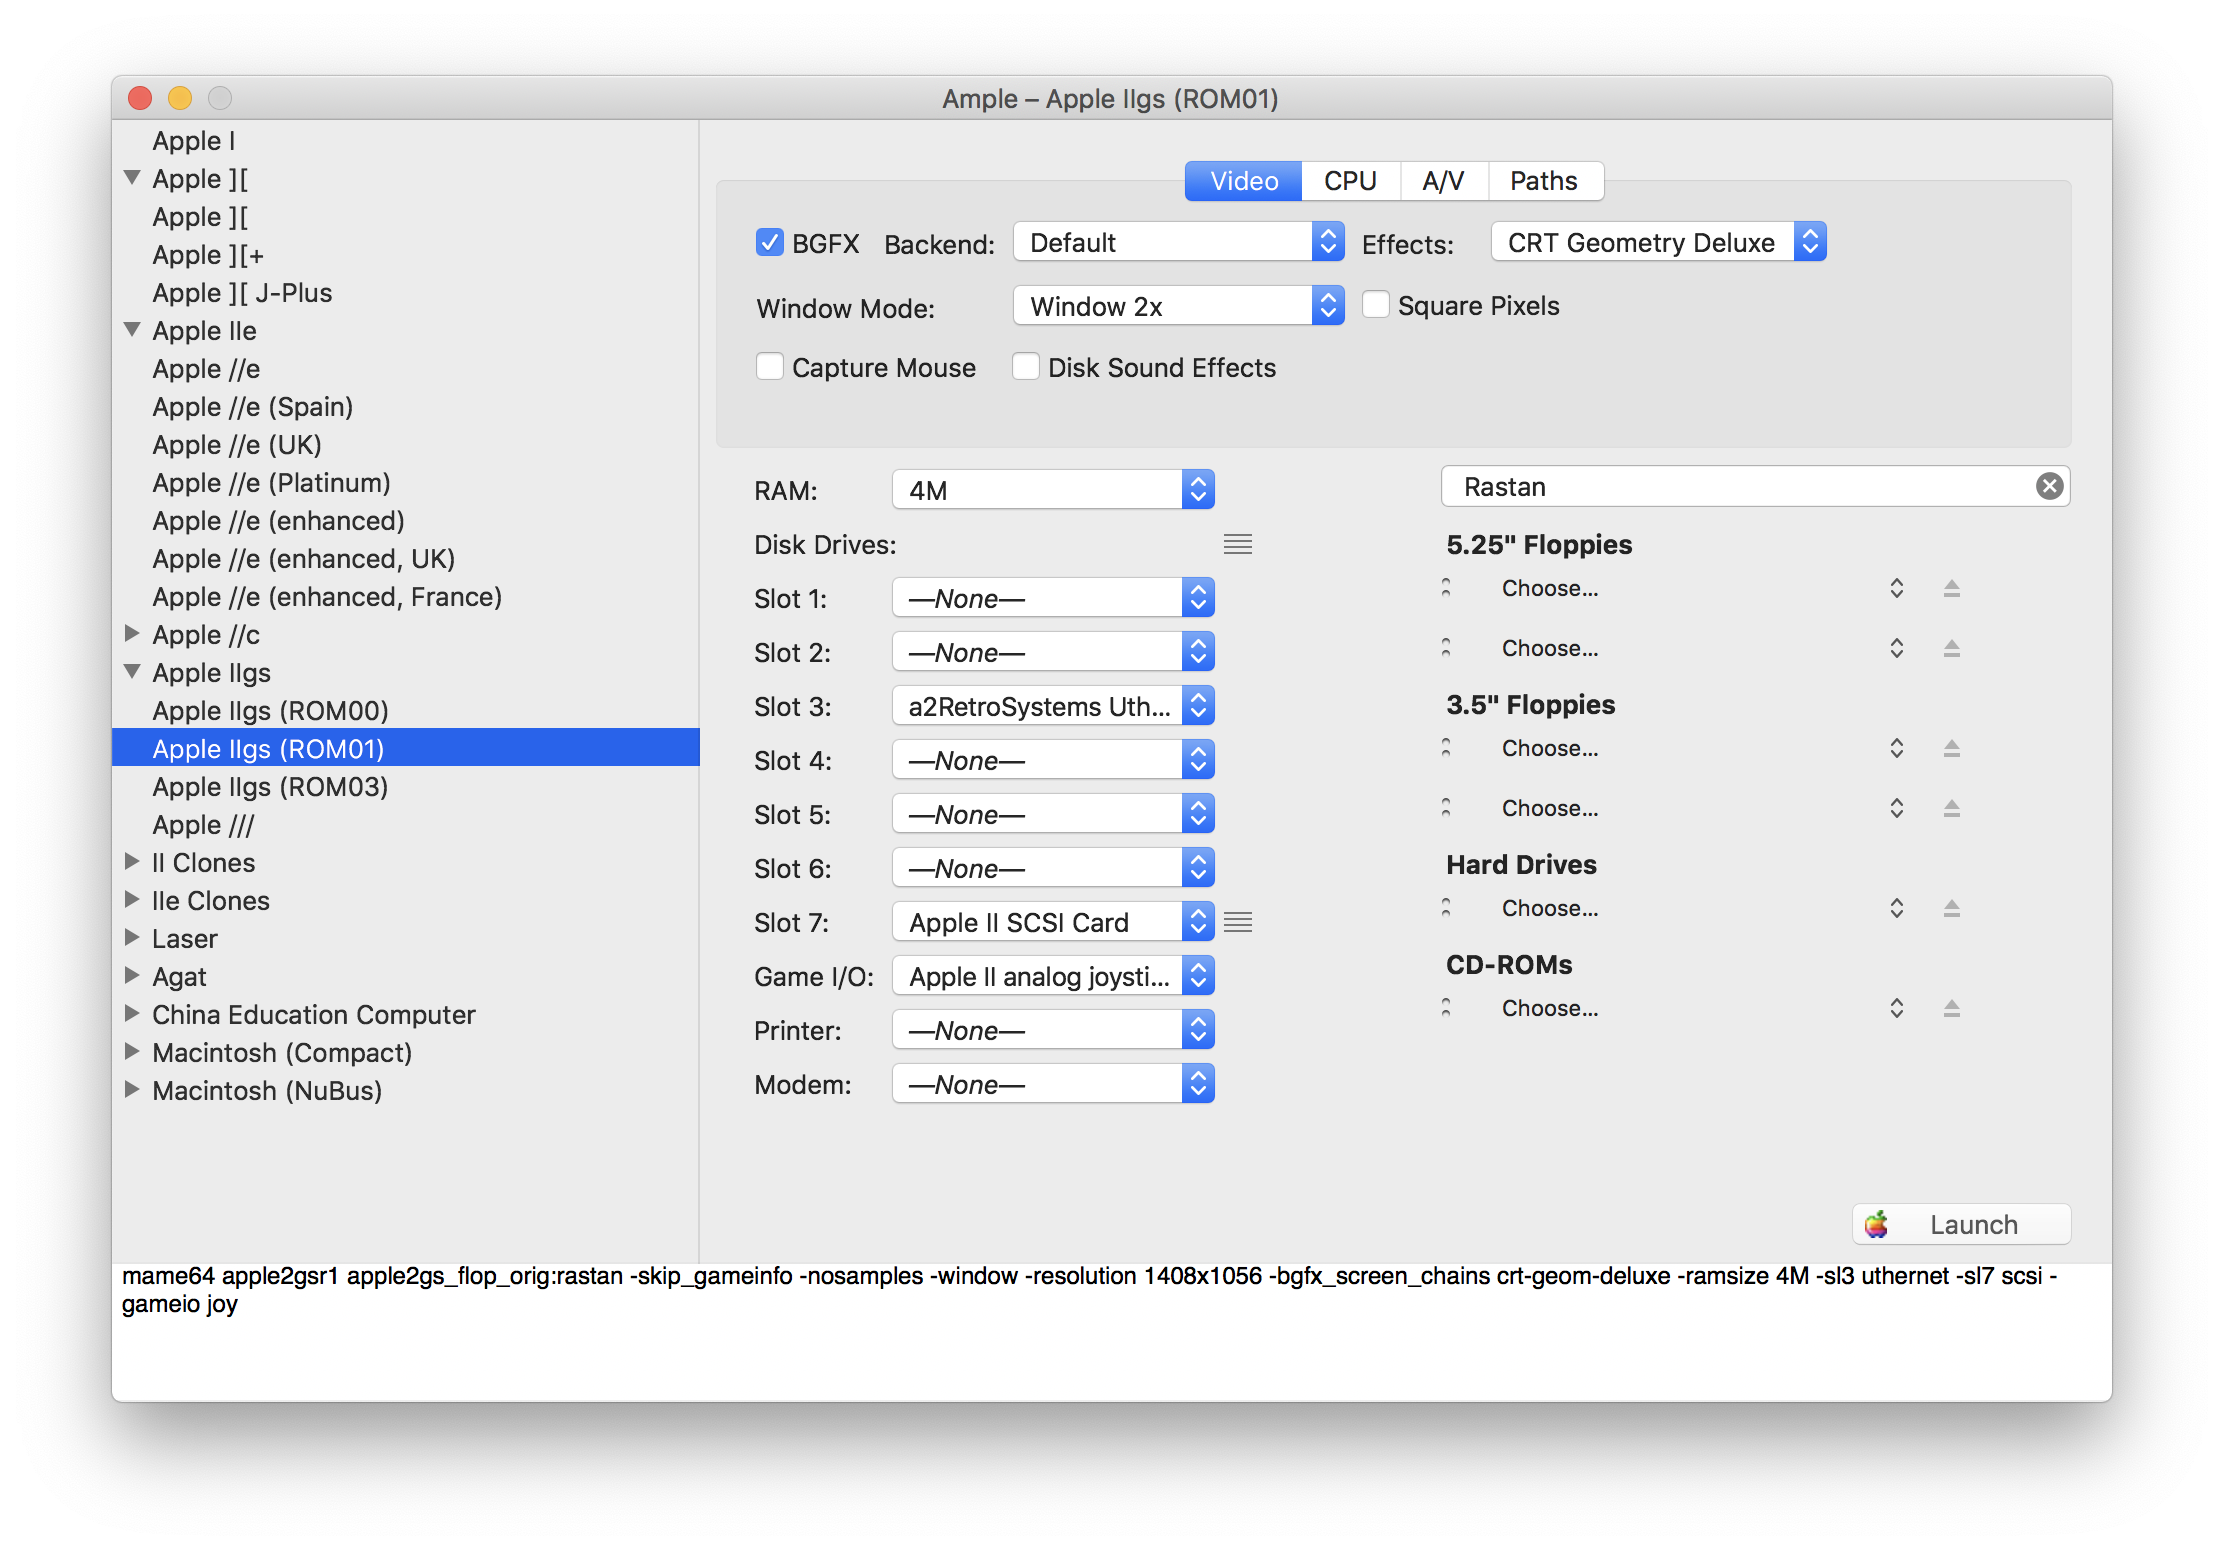 Ample – Apple IIgs (ROM01)
Apple I
Apple ][
Apple ][
Apple ][+
Apple ][ J-Plus
Apple IIe
Apple //e
Apple //e (Spain)
Apple //e (UK)
Apple //e (Platinum)
Apple //e (enhanced)
Apple //e (enhanced, UK)
Apple //e (enhanced, France)
Apple //c
Apple IIgs
Apple IIgs (ROM00)
Apple IIgs (ROM01)
Apple IIgs (ROM03)
Apple ///
II Clones
IIe Clones
Laser
Agat
China Education Computer
Macintosh (Compact)
Macintosh (NuBus)
Video CPU A/V Paths
BGFX Backend: Default Effects: CRT Geometry Deluxe
Window Mode: Window 2x Square Pixels
Capture Mouse Disk Sound Effects
RAM: 4M
Disk Drives:
Slot 1: —None—
Slot 2: —None—
Slot 3: a2RetroSystems Uth...
Slot 4: —None—
Slot 5: —None—
Slot 6: —None—
Slot 7: Apple II SCSI Card
Game I/O: Apple II analog joysti...
Printer: —None—
Modem: —None—
Rastan
5.25" Floppies
Choose...
Choose...
3.5" Floppies
Choose...
Choose...
Hard Drives
Choose...
CD-ROMs
Choose...
Launch
mame64 apple2gsr1 apple2gs_flop_orig:rastan -skip_gameinfo -nosamples -window -resolution 1408x1056 -bgfx_screen_chains crt-geom-deluxe -ramsize 4M -sl3 uthernet -sl7 scsi -
gameio joy